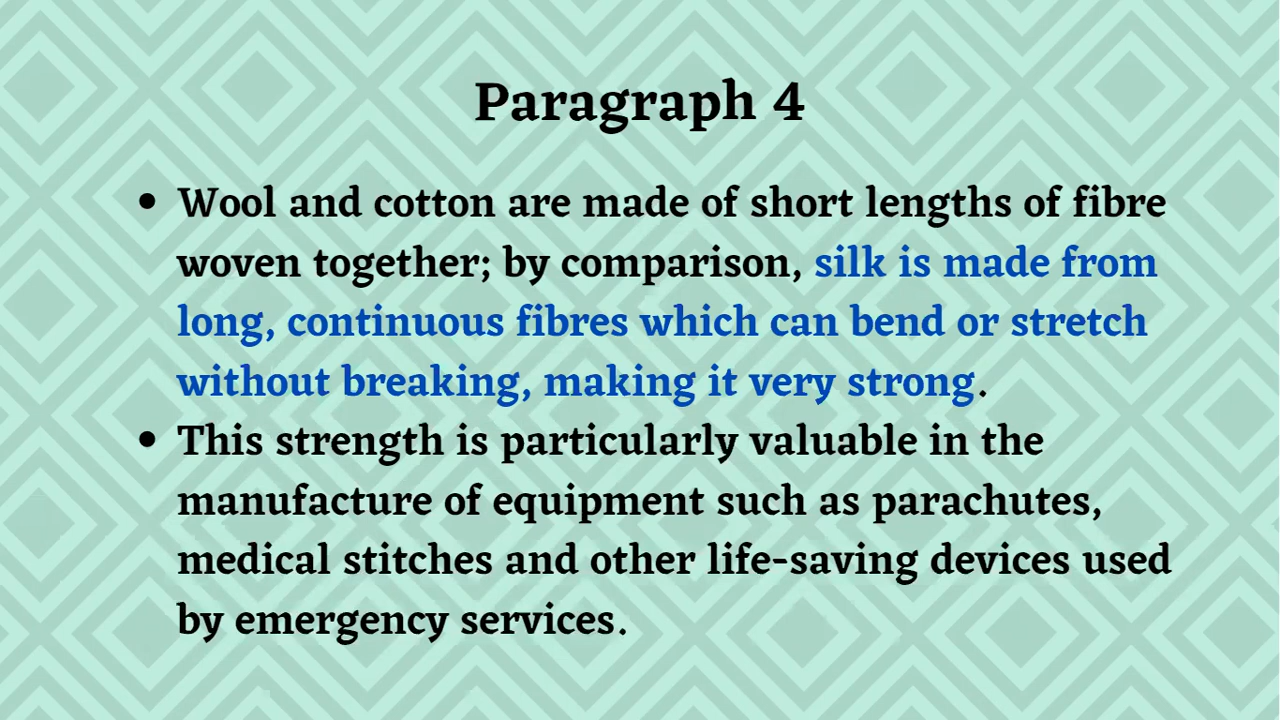 Paragraph 4
• Wool and cotton are made of short lengths of fibre
woven together; by comparison, silk is made from
long, continuous fibres which can bend or stretch
without breaking, making it very strong.
• This strength is particularly valuable in the
manufacture of equipment such as parachutes,
medical stitches and other life-saving devices used
by emergency services.